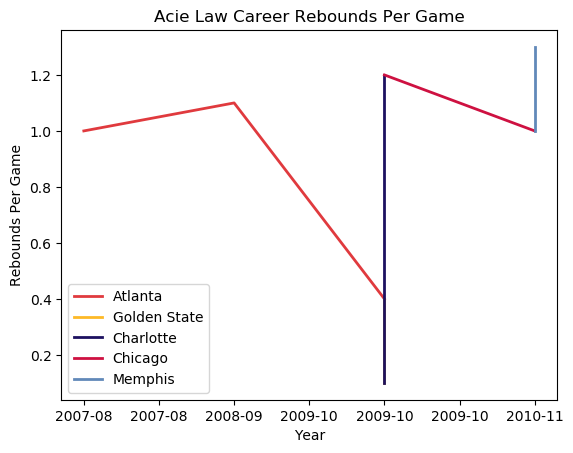 Acie Law Career Rebounds Per Game
Rebounds Per Game
1.2
1.0
0.8
0.6
0.4
0.2
Atlanta
Golden State
Charlotte
Chicago
Memphis
2007-08 2007-08 2008-09 2009-10 2009-10 2009-10 2010-11
Year